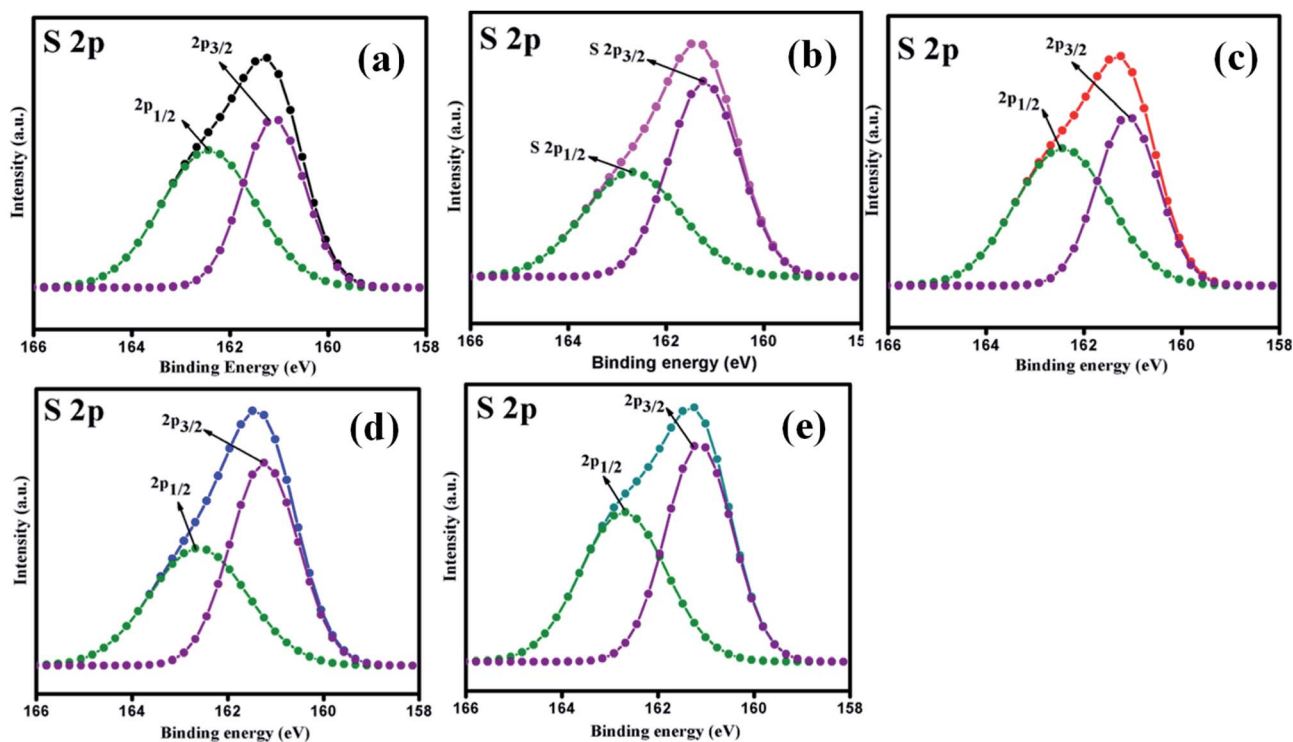 S 2p
(a)
2p3/2
2p1/2
Intensity (a.u.)
166 164 162 160 158
Binding Energy (eV)
S 2p
(b)
S 2p3/2
S 2p1/2
Intensity (a.u.)
166 164 162 160 15
Binding energy (eV)
S 2p
(c)
2p3/2
2p1/2
Intensity (a.u.)
166 164 162 160 158
Binding energy (eV)
S 2p
(d)
2p3/2
2p1/2
Intensity (a.u.)
166 164 162 160 158
Binding energy (eV)
S 2p
(e)
2p3/2
2p1/2
Intensity (a.u.)
166 164 162 160 158
Binding energy (eV)